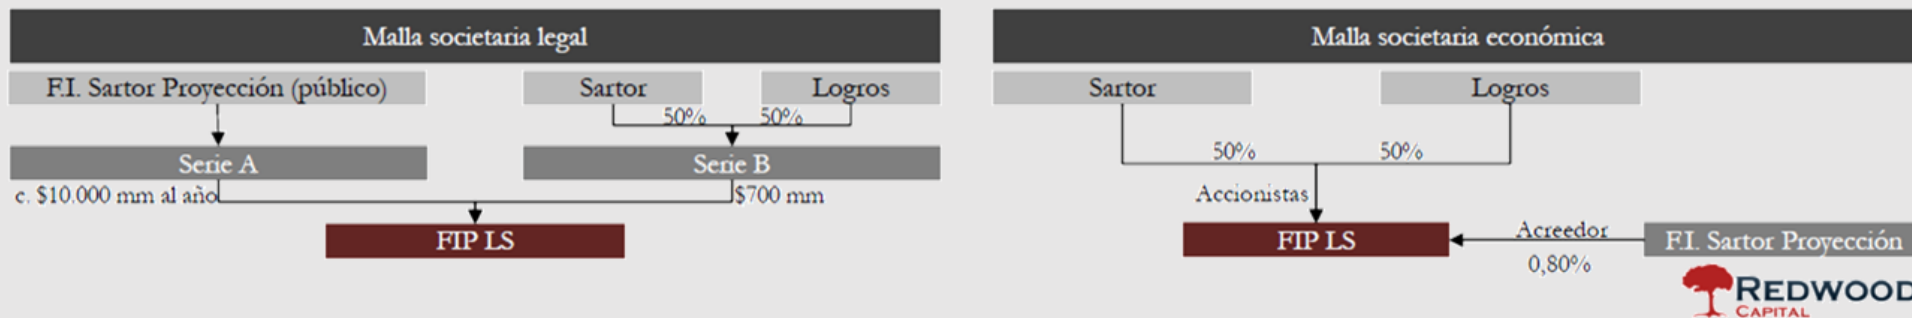 Malla societaria legal
F.I. Sartor Proyección (público)
Sartor
Logros
50%
50%
Serie A
Serie B
c. $10.000 mm al año
$700 mm
FIP LS
Malla societaria económica
Sartor
Logros
50%
50%
Accionistas
FIP LS
Acreedor
0,80%
F.I. Sartor Proyección
REDWOOD
CAPITAL